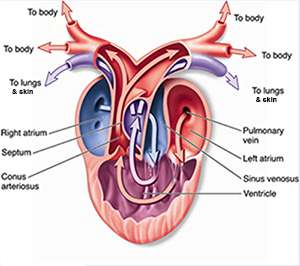 To body
To body
To body
To body
To lungs
& skin
To lungs
& skin
Right atrium
Septum
Conus
arteriosus
Pulmonary
vein
Left atrium
Sinus venosus
Ventricle